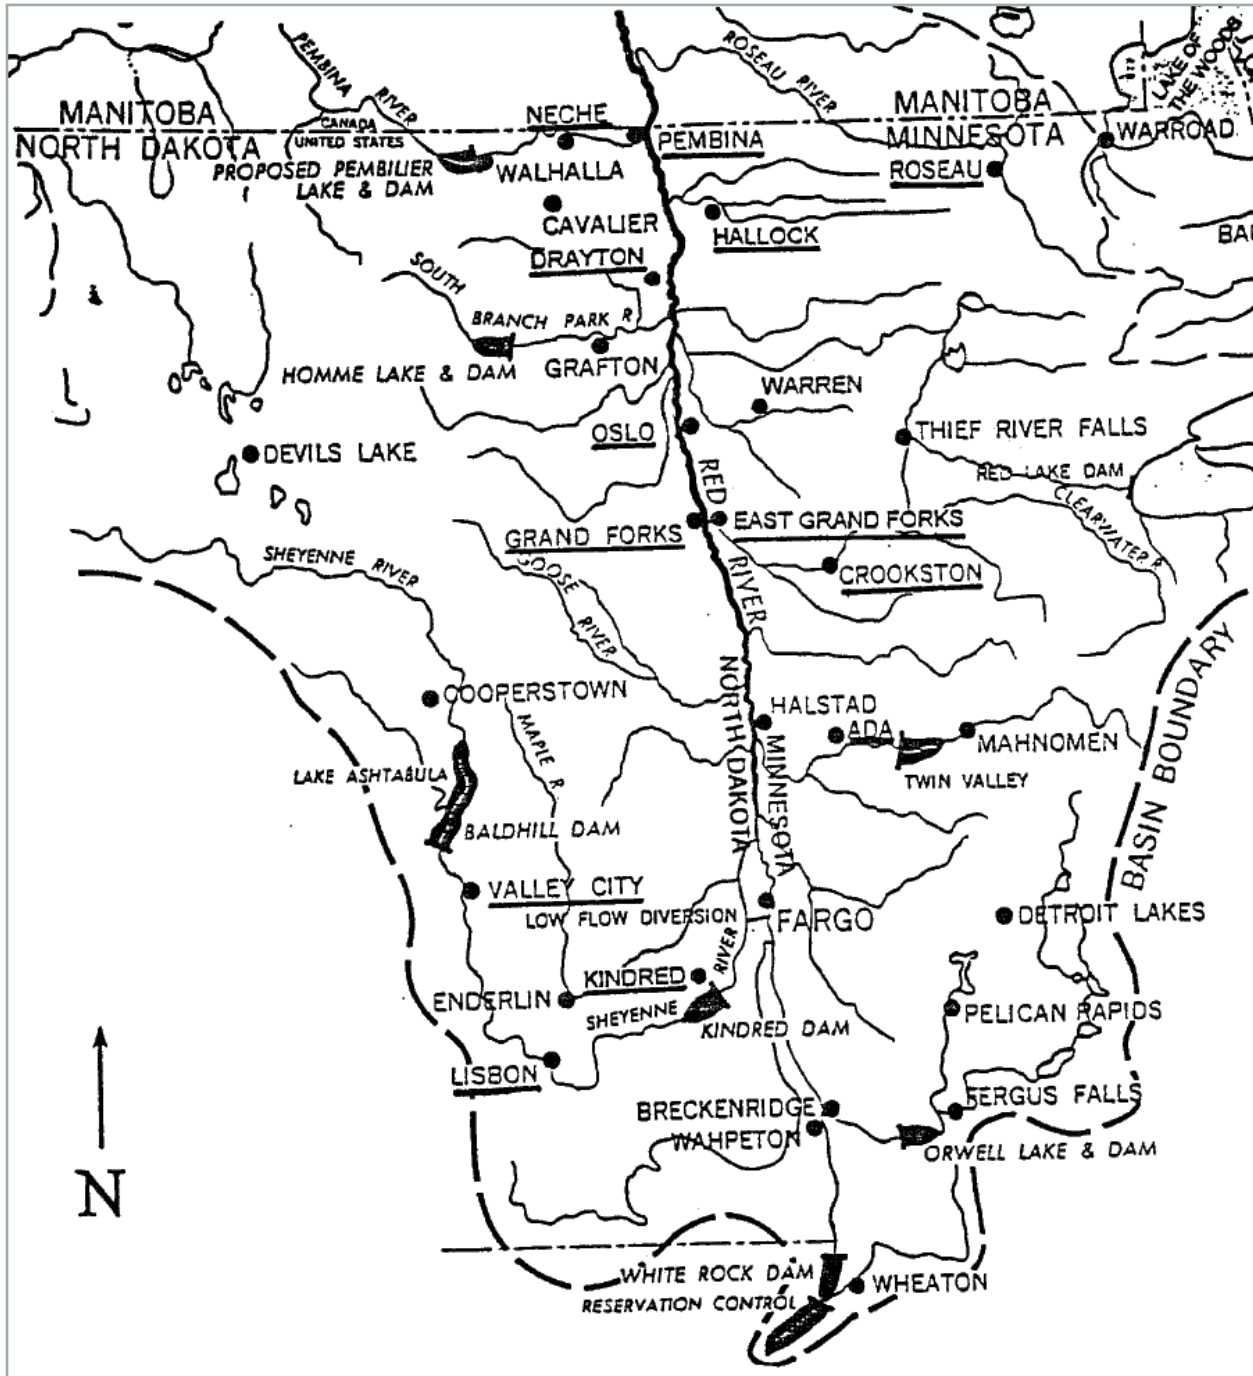 PEMBINA
RIVER
ROSEAU
RIVER
LAKE OF
THE WOODS
MANITOBA
NORTH DAKOTA
CANADA
UNITED STATES
NECHE
PEMBINA
MANITOBA
MINNESOTA
WARROAD
PROPOSED PEMBILIER
LAKE & DAM
WALHALLA
ROSEAU
CAVALIER
HALLOCK
DRAYTON
SOUTH
BRANCH PARK R
HOMME LAKE & DAM
GRAFTON
WARREN
OSLO
THIEF RIVER FALLS
DEVILS LAKE
RED LAKE DAM
CLEARWATER R
RED
RIVER
GRAND FORKS
EAST GRAND FORKS
SHEYENNE RIVER
GOOSE
RIVER
CROOKSTON
BASIN BOUNDARY
COOPERSTOWN
MAPLE R
NORTH DAKOTA
MINNESOTA
HALSTAD
ADA
MAHNOMEN
LAKE ASHTABULA
TWIN VALLEY
BALDHILL DAM
VALLEY CITY
LOW FLOW DIVERSION
FARGO
DETROIT LAKES
KINDRED
ENDERLIN
SHEYENNE
RIVER
KINDRED DAM
PELICAN RAPIDS
LISBON
BRECKENRIDGE
WAHPETON
FERGUS FALLS
ORWELL LAKE & DAM
N
WHITE ROCK DAM
RESERVATION CONTROL
WHEATON